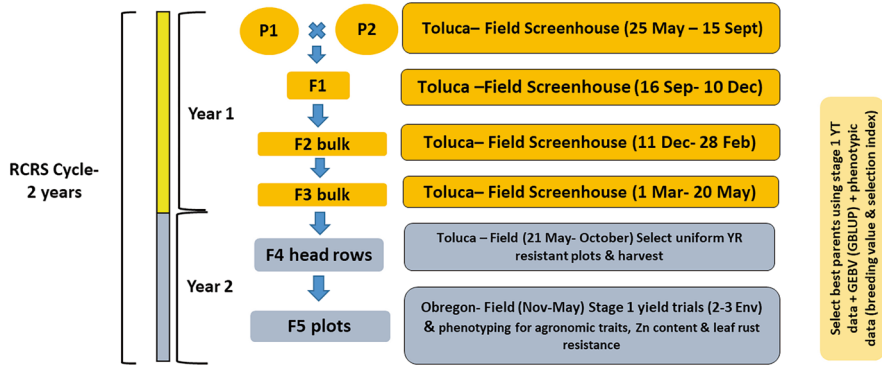 P1
P2
Toluca– Field Screenhouse (25 May – 15 Sept)
F1
Toluca –Field Screenhouse (16 Sep- 10 Dec)
Year 1
F2 bulk
Toluca– Field Screenhouse (11 Dec- 28 Feb)
RCRS Cycle-
2 years
F3 bulk
Toluca– Field Screenhouse (1 Mar- 20 May)
F4 head rows
Toluca – Field (21 May- October) Select uniform YR
resistant plots & harvest
Year 2
F5 plots
Obregon- Field (Nov-May) Stage 1 yield trials (2-3 Env)
& phenotyping for agronomic traits, Zn content & leaf rust
resistance
Select best parents using stage 1 YT
data + GEBV (GBLUP) + phenotypic
data (breeding value & selection index)